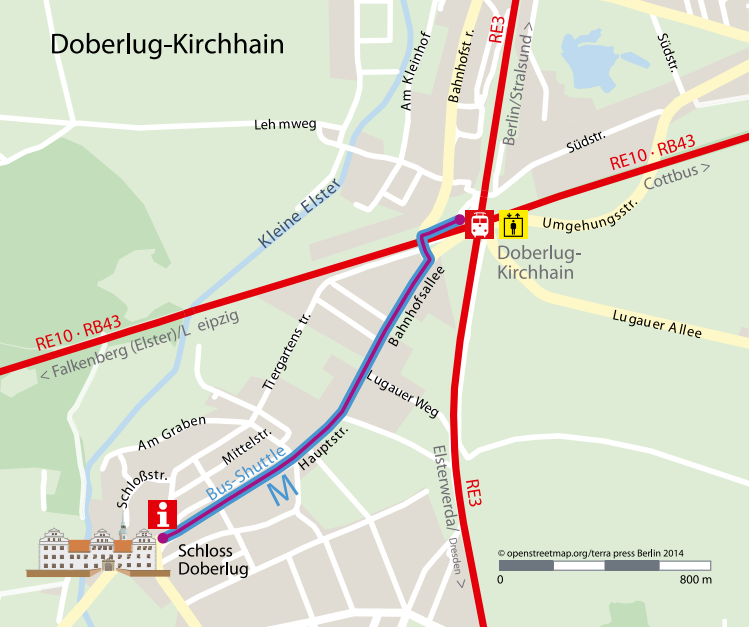 Doberlug-Kirchhain
RE3
Berlin/Stralsund >
Bahnhofst r.
Am Kleinhof
Südstr.
Leh mweg
Südstr.
RE10 · RB43
Cottbus >
Kleine Elster
Umgehungsstr.
Doberlug-
Kirchhain
Lugauer Allee
RE10 · RB43
< Falkenberg (Elster)/L eipzig
Bahnhofsallee
Tiergartens tr.
Lugauer Weg
Am Graben
Mittelstr.
Hauptstr.
Bus-Shuttle
M
Schloßstr.
i
Schloss
Doberlug
Elsterwerda/
Dresden >
RE3
© openstreetmap.org/terra press Berlin 2014
0 800 m